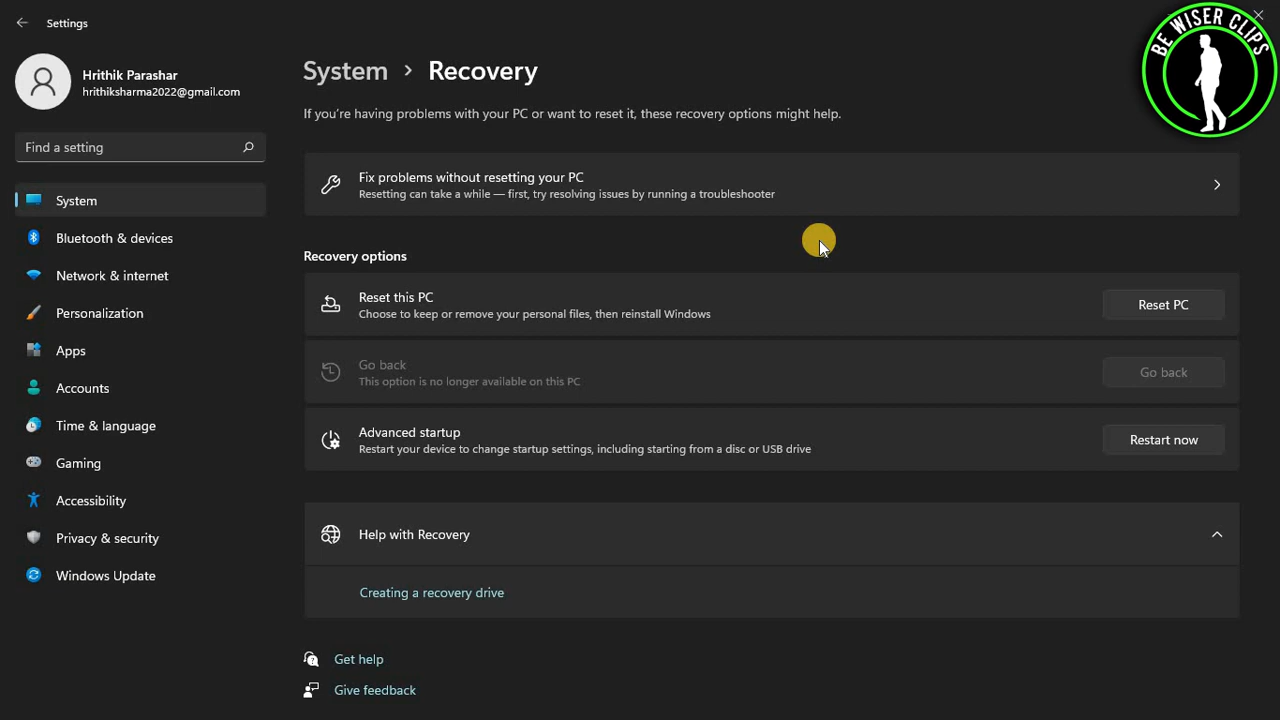 Settings
BE WISER CLIPS
Hrithik Parashar
hrithiksharma2022@gmail.com
Find a setting
System
Bluetooth & devices
Network & internet
Personalization
Apps
Accounts
Time & language
Gaming
Accessibility
Privacy & security
Windows Update
System > Recovery
If you're having problems with your PC or want to reset it, these recovery options might help.
Fix problems without resetting your PC
Resetting can take a while — first, try resolving issues by running a troubleshooter
Recovery options
Reset this PC
Choose to keep or remove your personal files, then reinstall Windows
Reset PC
Go back
This option is no longer available on this PC
Go back
Advanced startup
Restart your device to change startup settings, including starting from a disc or USB drive
Restart now
Help with Recovery
Creating a recovery drive
Get help
Give feedback